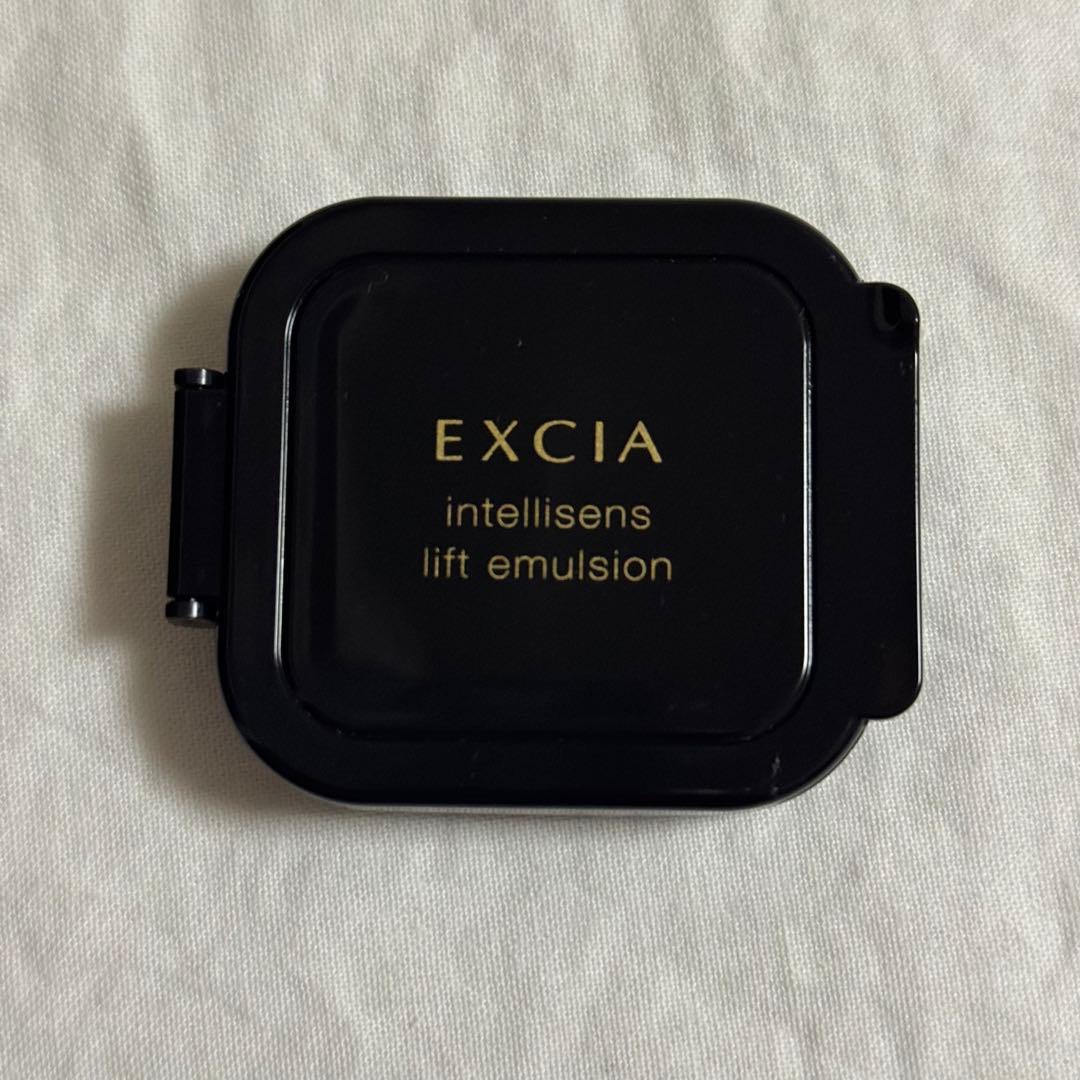 EXCIA
intellisens
lift emulsion